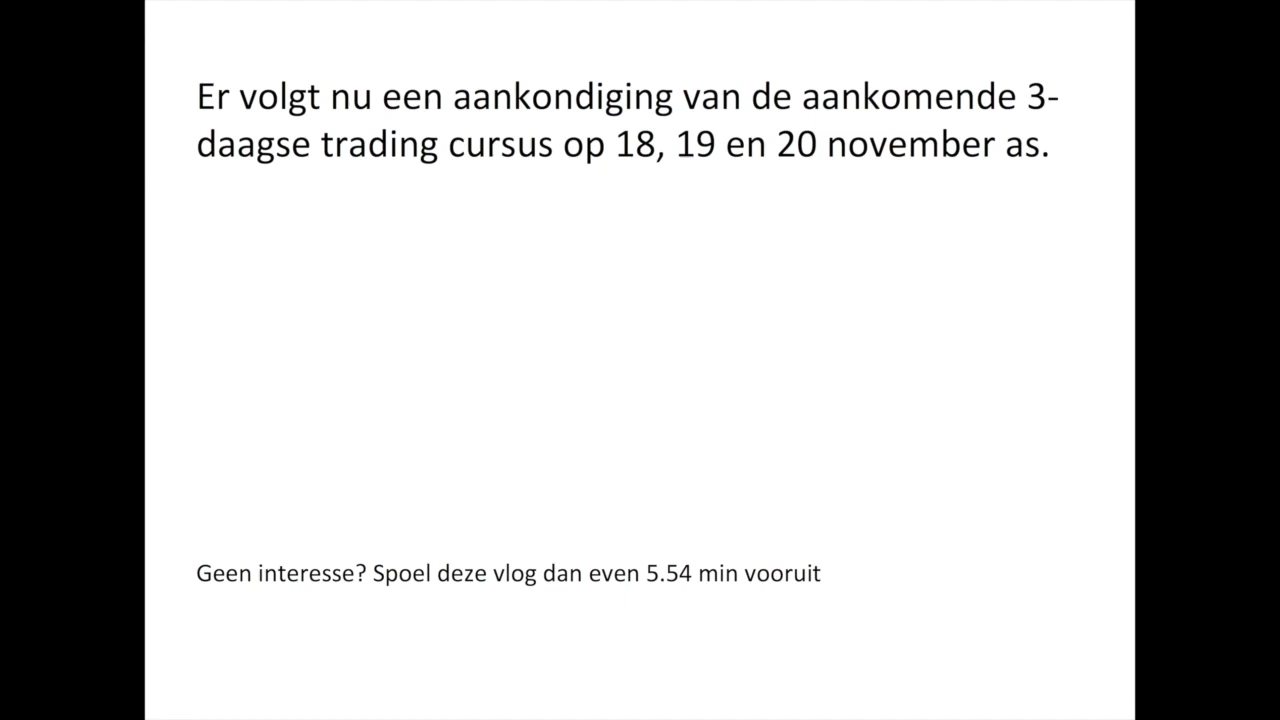 Er volgt nu een aankondiging van de aankomende 3-
daagse trading cursus op 18, 19 en 20 november as.
Geen interesse? Spoel deze vlog dan even 5.54 min vooruit